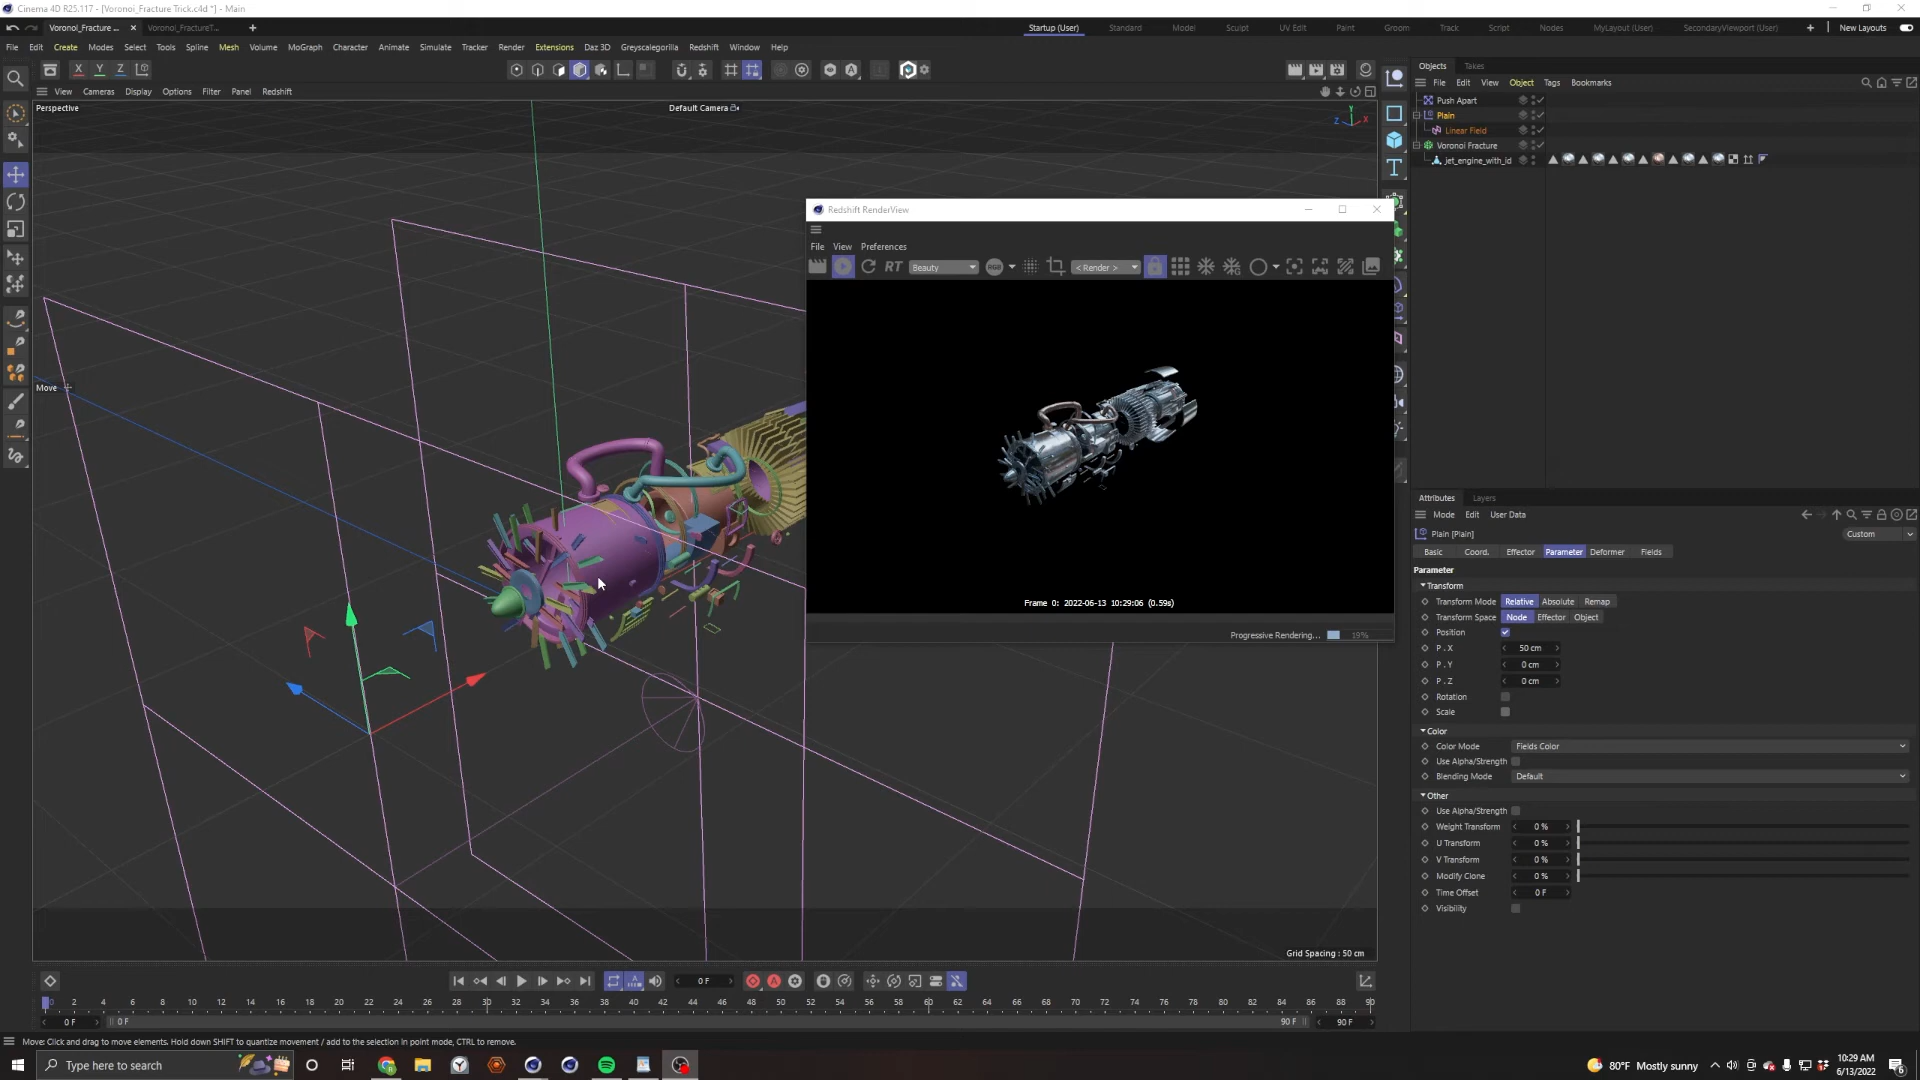 Cinema 4D R25.117 - [Voronoi_Fracture Trick.c4d *] - Main
Voronoi_Fracture ... Voronoi_FractureT...
Startup (User) Standard Model Sculpt UV Edit Paint Groom Track Script Nodes MyLayout (User) SecondaryViewport (User) New Layouts
File Edit Create Modes Select Tools Spline Mesh Volume MoGraph Character Animate Simulate Tracker Render Extensions Daz 3D Greyscalegorilla Redshift Window Help
X Y Z
View Cameras Display Options Filter Panel Redshift
Perspective
Default Camera
Y
Z X
Move
Redshift RenderView
File View Preferences
RT Beauty RGB < Render >
Frame 0: 2022-06-13 10:29:06 (0.59s)
Progressive Rendering... 19%
Grid Spacing : 50 cm
Objects Takes
File Edit View Object Tags Bookmarks
Push Apart
Plain
Linear Field
Voronoi Fracture
jet_engine_with_id
Attributes Layers
Mode Edit User Data
Plain [Plain]
Custom
Basic Coord. Effector Parameter Deformer Fields
Parameter
Transform
Transform Mode Relative Absolute Remap
Transform Space Node Effector Object
Position
P . X 50 cm
P . Y 0 cm
P . Z 0 cm
Rotation
Scale
Color
Color Mode Fields Color
Use Alpha/Strength
Blending Mode Default
Other
Use Alpha/Strength
Weight Transform 0 %
U Transform 0 %
V Transform 0 %
Modify Clone 0 %
Time Offset 0 F
Visibility
0 F
0 2 4 6 8 10 12 14 16 18 20 22 24 26 28 30 32 34 36 38 40 42 44 46 48 50 52 54 56 58 60 62 64 66 68 70 72 74 76 78 80 82 84 86 88 90
0 F 0 F 90 F 90 F
Move: Click and drag to move elements. Hold down SHIFT to quantize movement / add to the selection in point mode, CTRL to remove.
Type here to search
80°F Mostly sunny
10:29 AM
6/13/2022
6